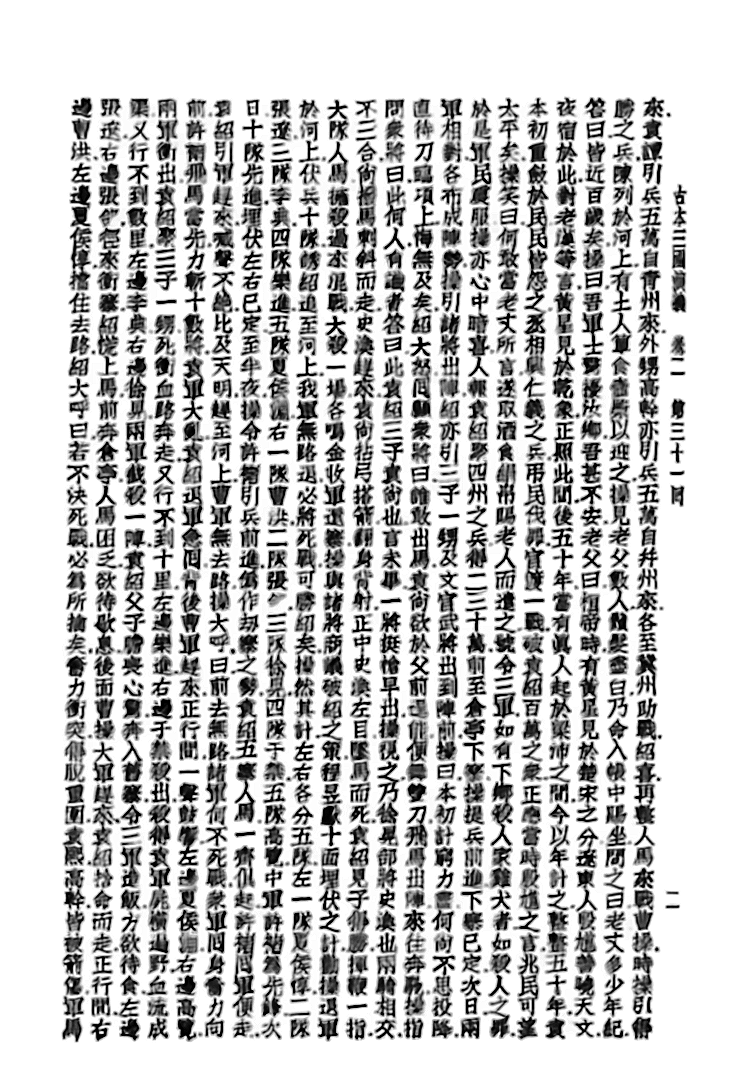 古本三國演義 卷二 第三十一回 二
來.袁譚引兵五萬自青州來.外甥高幹亦引兵五萬自幷州來.各至冀州助戰.紹喜.再整人馬來戰曹操.時操引得
勝之兵.陳列於河上.有土人簞食壺漿以迎之.操見老父數人.鬚髮盡白.乃命入帳中賜坐.問之曰.老丈多少年紀.
答曰.皆近百歲矣.操曰.吾軍士驚擾汝鄉.吾甚不安.老父曰.桓帝時.有黃星見於楚宋之分.遼東人殷馗善曉天文.
夜宿於此.對老漢等言.黃星見於乾象.正照此間.後五十年.當有眞人起於梁沛之間.今以年計之.整整五十年.袁
本初重斂於民.民皆怨之.丞相興仁義之兵.弔民伐罪.官渡一戰.破袁紹百萬之衆.正應當時殷馗之言.兆民可望
太平矣.操笑曰.何敢當老丈所言.遂取酒食絹帛賜老人而遣之.號令三軍.如有下鄉殺人家雞犬者.如殺人之罪.
於是軍民震服.操亦心中暗喜.人報袁紹聚四州之兵.得二三十萬.前至倉亭下寨.操提兵前進.下寨已定.次日.兩
軍相對.各布成陣勢.操引諸將出陣.紹亦引三子一甥及文官武將出到陣前.操曰.本初計窮力盡.何尚不思投降.
直待刀臨項上.悔無及矣.紹大怒.回顧衆將曰.誰敢出馬.袁尚欲於父前逞能.便舞雙刀.飛馬出陣.來往奔馳.操指
問衆將曰.此何人.有識者答曰.此袁紹三子袁尚也.言未畢.一將挺槍早出.操視之.乃徐晃部將史渙也.兩騎相交.
不三合.尚撥馬刺斜而走.史渙趕來.袁尚拈弓搭箭.翻身背射.正中史渙左目.墜馬而死.袁紹見子得勝.揮鞭一指.
大隊人馬擁殺過來.混戰大殺一場.各鳴金收軍還寨.操與諸將商議破紹之策.程昱獻十面埋伏之計.勸操退軍
於河上.伏兵十隊.誘紹追至河上.我軍無路.退必將死戰.可勝紹矣.操然其計.左右各分五隊.左一隊夏侯惇.二隊
張遼.三隊李典.四隊樂進.五隊夏侯淵.右一隊曹洪.二隊張郃.三隊徐晃.四隊于禁.五隊高覽.中軍許褚爲先鋒.次
日.十隊先進.埋伏左右已定.至半夜.操令許褚引兵前進.僞作劫寨之勢.袁紹五寨人馬.一齊俱起.許褚回軍便走.
袁紹引軍趕來.喊聲不絕.比及天明.趕至河上.曹軍無去路.操大呼曰.前去無路.諸軍何不死戰.衆軍回身奮力向
前.許褚飛馬當先.力斬十數將.袁軍大亂.袁紹退軍急回.背後曹軍趕來.正行間.一聲鼓響.左邊夏侯淵.右邊高覽.
兩軍衝出.袁紹聚三子一甥.死衝血路奔走.又行不到十里.左邊樂進.右邊于禁殺出.殺得袁軍屍橫遍野.血流成
渠.又行不到數里.左邊李典.右邊徐晃.兩軍截殺一陣.袁紹父子膽喪心驚.奔入舊寨.令三軍造飯.方欲待食.左邊
張遼.右邊張郃.徑來衝寨.紹慌上馬.前奔倉亭.人馬困乏.欲待歇息.後面曹操大軍趕來.袁紹捨命而走.正行間.右
邊曹洪.左邊夏侯惇.擋住去路.紹大呼曰.若不決死戰.必爲所擒矣.奮力衝突.得脫重圍.袁熙高幹皆被箭傷.軍馬